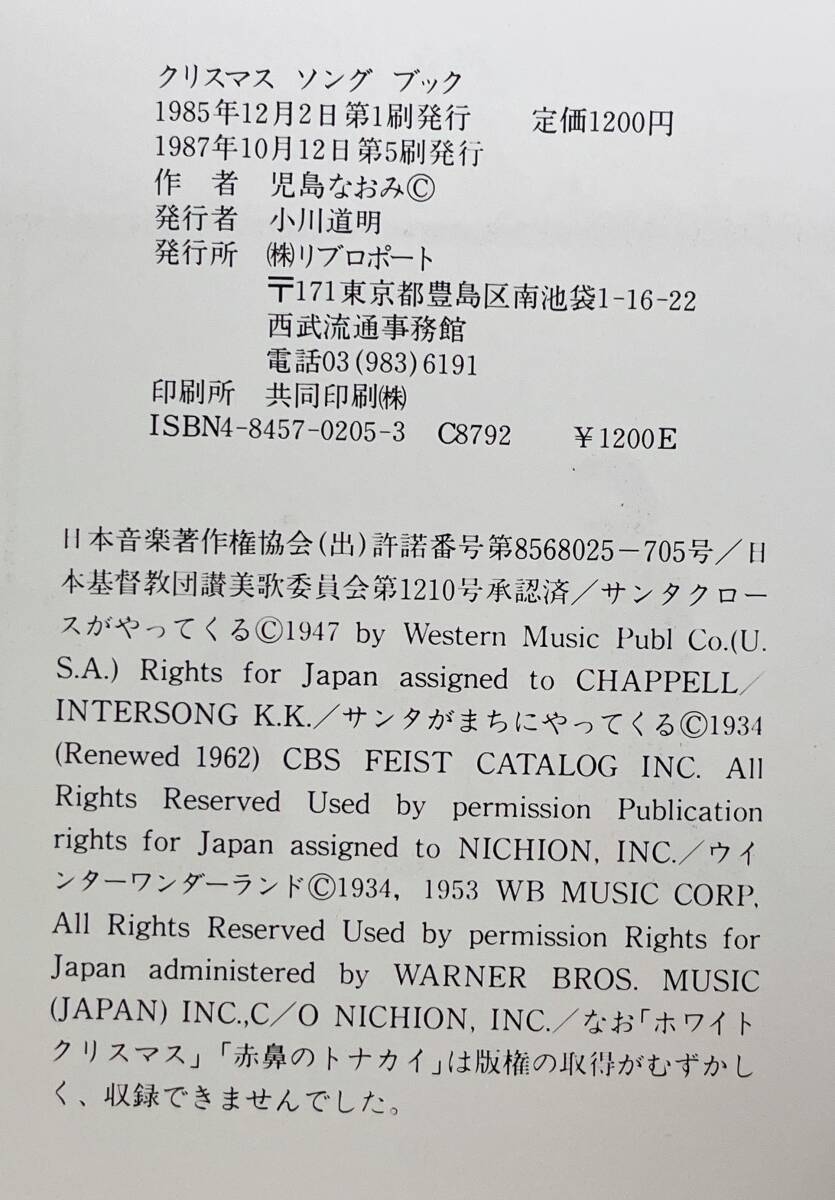 クリスマス ソング ブック
1985年12月2日第1刷発行 定価1200円
1987年10月12日第5刷発行
作 者 児島なおみ©
発行者 小川道明
発行所 ㈱リブロポート
〒171東京都豊島区南池袋1-16-22
西武流通事務館
電話03(983)6191
印刷所 共同印刷㈱
ISBN4-8457-0205-3 C8792 ¥1200E
日本音楽著作権協会(出)許諾番号第8568025-705号/日
本基督教団讃美歌委員会第1210号承認済/サンタクロー
スがやってくる©1947 by Western Music Publ Co.(U.
S.A.) Rights for Japan assigned to CHAPPELL/
INTERSONG K.K./サンタがまちにやってくる©1934
(Renewed 1962) CBS FEIST CATALOG INC. All
Rights Reserved Used by permission Publication
rights for Japan assigned to NICHION, INC./ウイ
ンターワンダーランド©1934, 1953 WB MUSIC CORP,
All Rights Reserved Used by permission Rights for
Japan administered by WARNER BROS. MUSIC
(JAPAN) INC.,C/O NICHION, INC./なお「ホワイト
クリスマス」「赤鼻のトナカイ」は版権の取得がむずかし
く、収録できませんでした。